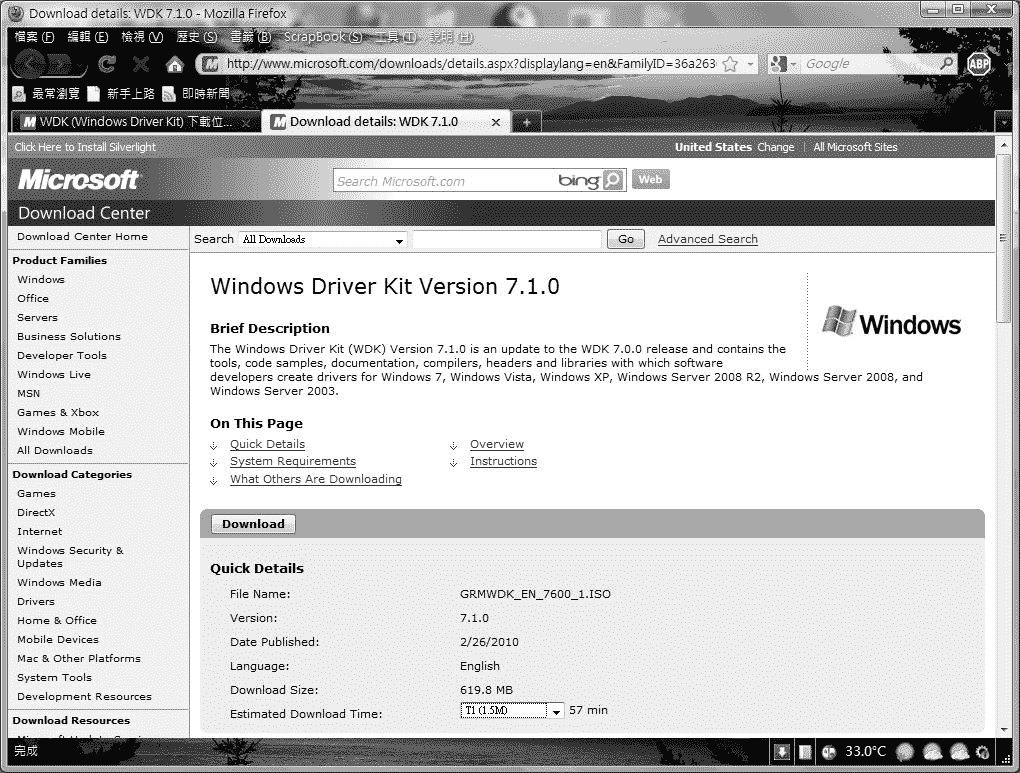 Download details: WDK 7.1.0 - Mozilla Firefox
檔案 (F) 編輯 (E) 檢視 (V) 歷史 (S) 書籤 (B) ScrapBook (S) 工具 (T) 說明 (H)
http://www.microsoft.com/downloads/details.aspx?displaylang=en&FamilyID=36a263
Google
ABP
最常瀏覽 新手上路 即時新聞
WDK (Windows Driver Kit) 下載位...
Download details: WDK 7.1.0
Click Here to Install Silverlight
United States Change | All Microsoft Sites
Microsoft
Search Microsoft.com bing Web
Download Center
Download Center Home
Search All Downloads Go Advanced Search
Product Families
Windows
Office
Servers
Business Solutions
Developer Tools
Windows Live
MSN
Games & Xbox
Windows Mobile
All Downloads
Download Categories
Games
DirectX
Internet
Windows Security &
Updates
Windows Media
Drivers
Home & Office
Mobile Devices
Mac & Other Platforms
System Tools
Development Resources
Download Resources
Windows Driver Kit Version 7.1.0
Windows
Brief Description
The Windows Driver Kit (WDK) Version 7.1.0 is an update to the WDK 7.0.0 release and contains the
tools, code samples, documentation, compilers, headers and libraries with which software
developers create drivers for Windows 7, Windows Vista, Windows XP, Windows Server 2008 R2, Windows Server 2008, and
Windows Server 2003.
On This Page
Quick Details
Overview
System Requirements
Instructions
What Others Are Downloading
Download
Quick Details
File Name: GRMWDK_EN_7600_1.ISO
Version: 7.1.0
Date Published: 2/26/2010
Language: English
Download Size: 619.8 MB
Estimated Download Time: T1 (1.5M) 57 min
完成
33.0°C